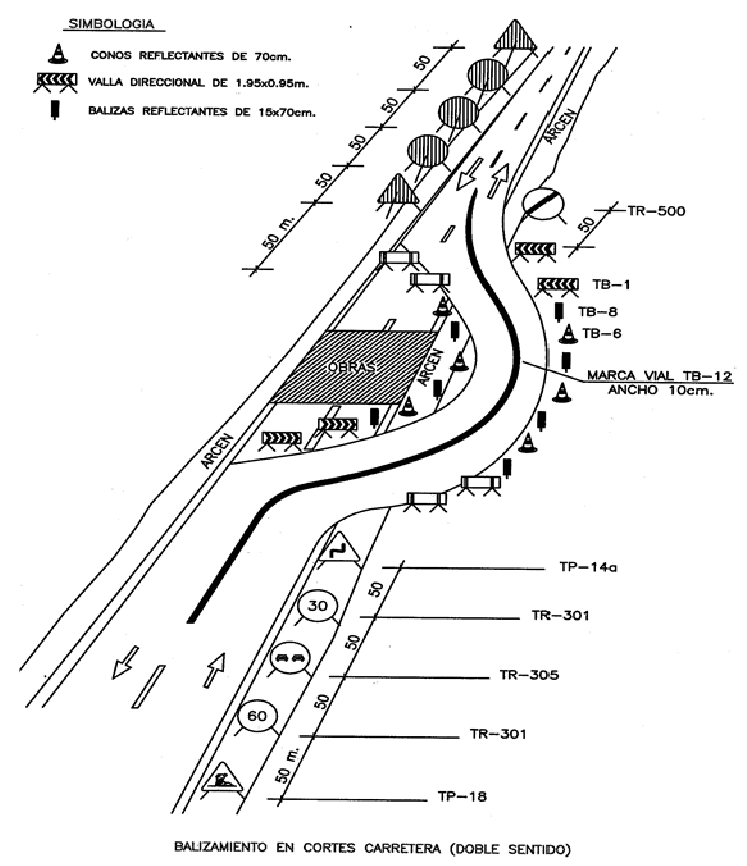 SIMBOLOGIA
CONOS REFLECTANTES DE 70cm.
VALLA DIRECCIONAL DE 1.95x0.95m.
BALIZAS REFLECTANTES DE 15x70cm.
50
50
50
50
50 m.
ARCEN
TR-500
50
TB-1
TB-8
TB-6
OBRAS
ARCEN
MARCA VIAL TB-12
ANCHO 10cm.
ARCEN
TP-14a
50
30
TR-301
50
TR-305
50
60
TR-301
50 m.
TP-18
BALIZAMIENTO EN CORTES CARRETERA (DOBLE SENTIDO)